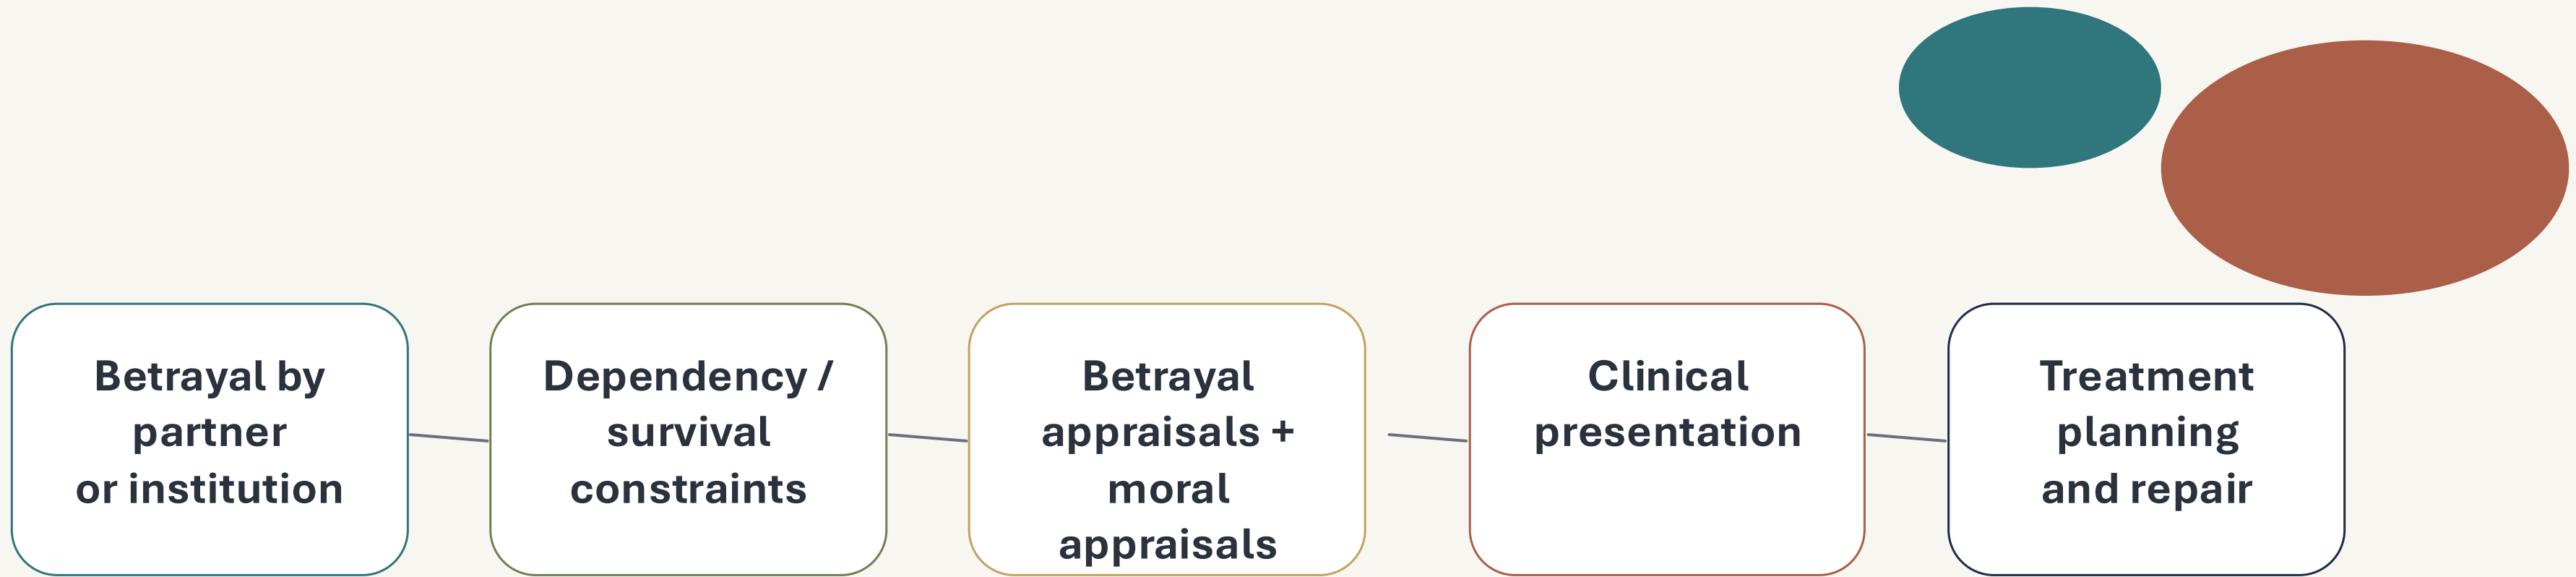 Betrayal by
partner
or institution
Dependency /
survival
constraints
Betrayal
appraisals +
moral
appraisals
Clinical
presentation
Treatment
planning
and repair